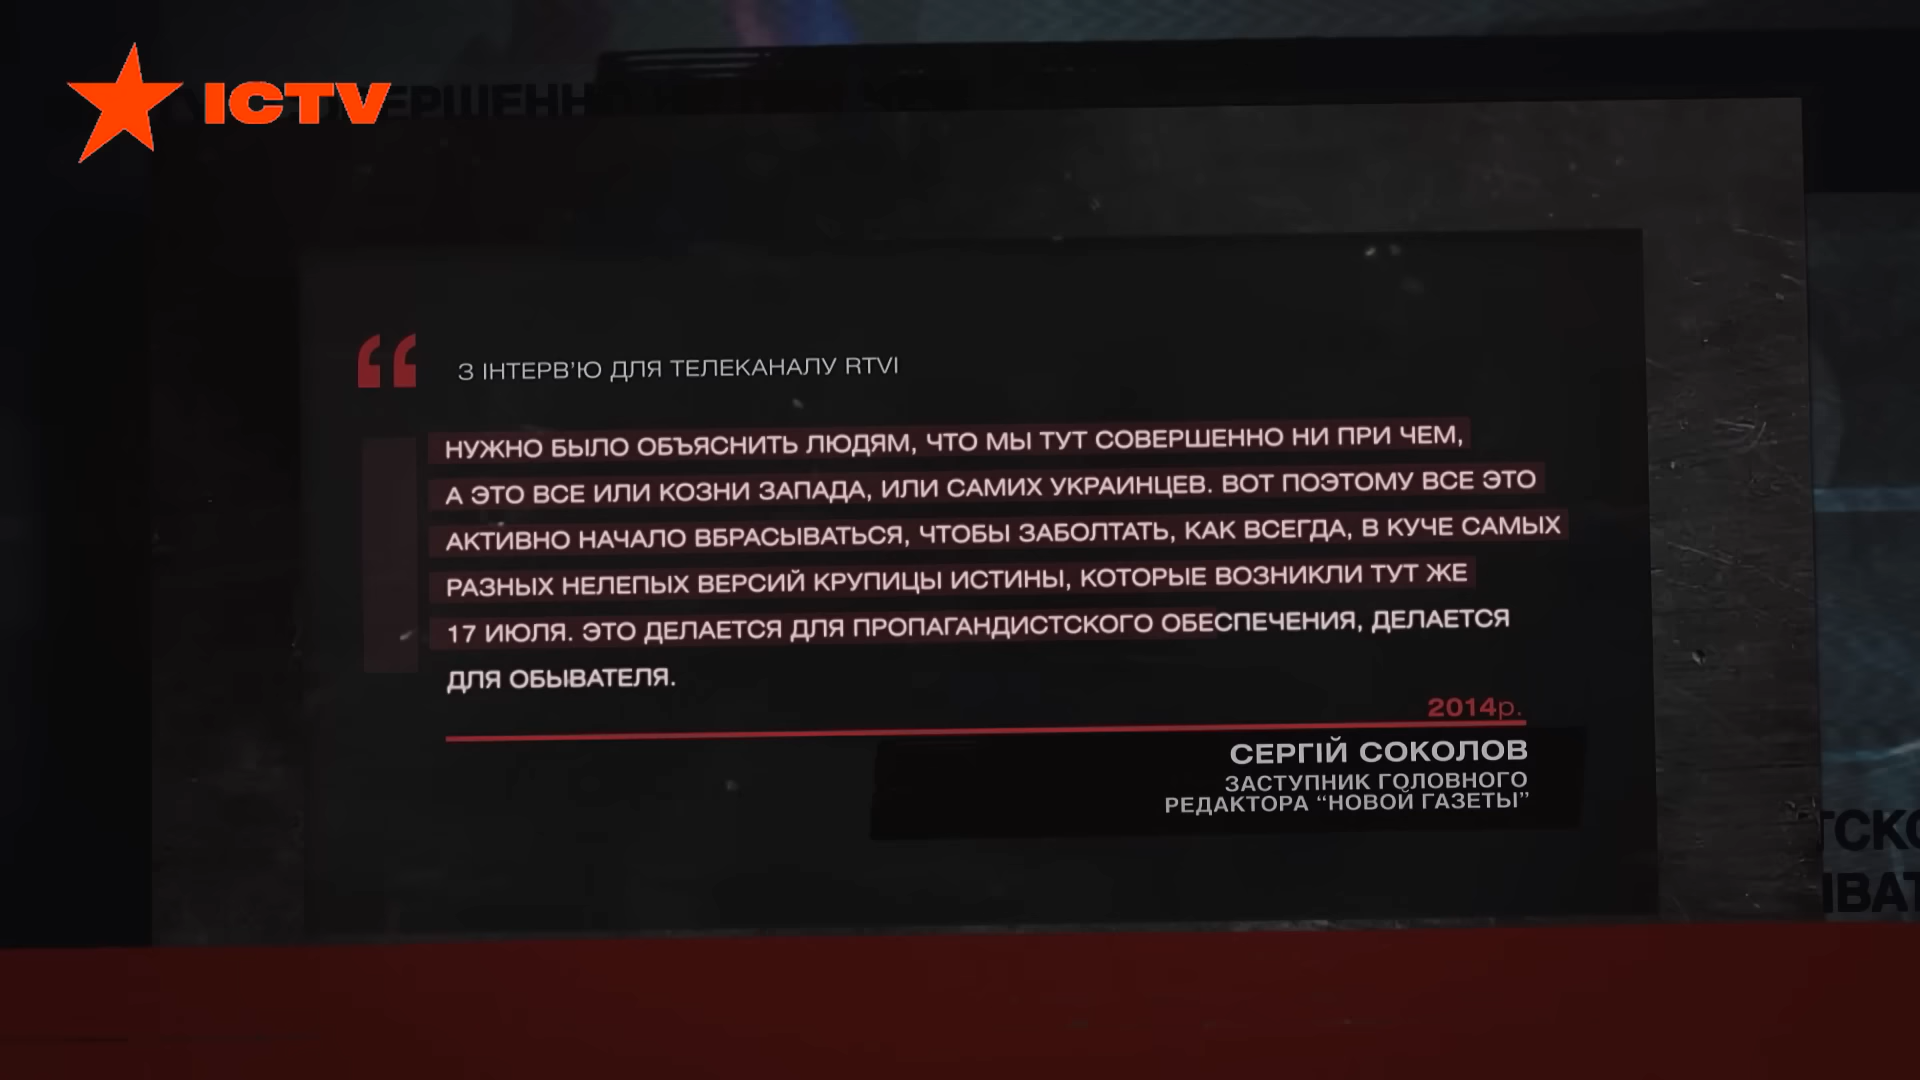 ICTV
З ІНТЕРВ'Ю ДЛЯ ТЕЛЕКАНАЛУ RTVI
НУЖНО БЫЛО ОБЪЯСНИТЬ ЛЮДЯМ, ЧТО МЫ ТУТ СОВЕРШЕННО НИ ПРИ ЧЕМ,
А ЭТО ВСЕ ИЛИ КОЗНИ ЗАПАДА, ИЛИ САМИХ УКРАИНЦЕВ. ВОТ ПОЭТОМУ ВСЕ ЭТО
АКТИВНО НАЧАЛО ВБРАСЫВАТЬСЯ, ЧТОБЫ ЗАБОЛТАТЬ, КАК ВСЕГДА, В КУЧЕ САМЫХ
РАЗНЫХ НЕЛЕПЫХ ВЕРСИЙ КРУПИЦЫ ИСТИНЫ, КОТОРЫЕ ВОЗНИКЛИ ТУТ ЖЕ
17 ИЮЛЯ. ЭТО ДЕЛАЕТСЯ ДЛЯ ПРОПАГАНДИСТСКОГО ОБЕСПЕЧЕНИЯ, ДЕЛАЕТСЯ
ДЛЯ ОБЫВАТЕЛЯ.
2014р.
СЕРГІЙ СОКОЛОВ
ЗАСТУПНИК ГОЛОВНОГО
РЕДАКТОРА “НОВОЙ ГАЗЕТЫ”